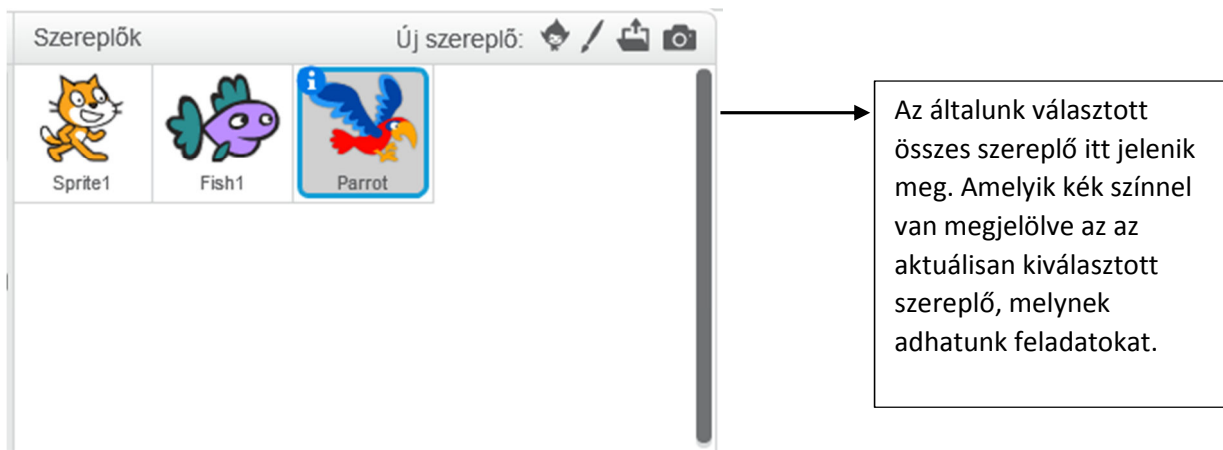 Szereplők Új szereplő:
Sprite1 Fish1 Parrot
Az általunk választott
összes szereplő itt jelenik
meg. Amelyik kék színnel
van megjelölve az az
aktuálisan kiválasztott
szereplő, melynek
adhatunk feladatokat.